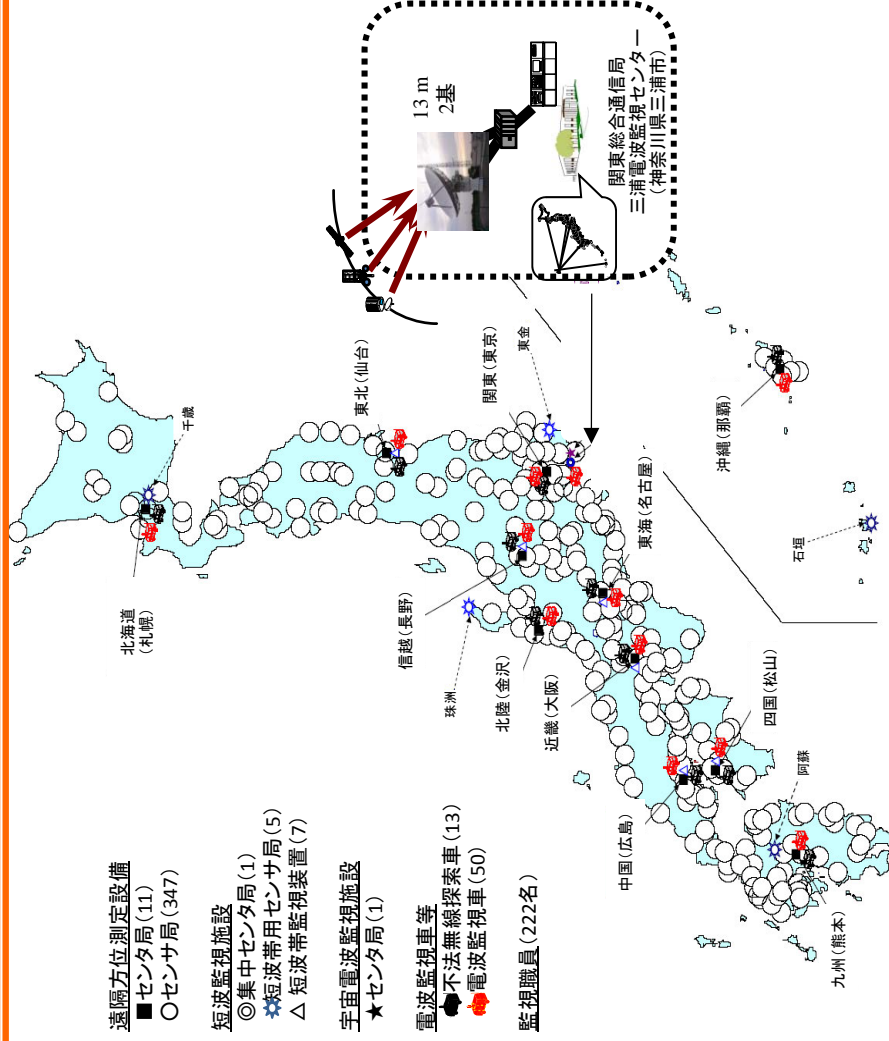 遠隔方位測定設備
■センタ局(11)
○センサ局(347)
短波監視施設
◎集中センタ局(1)
短波帯用センサ局(5)
△ 短波帯監視装置(7)
宇宙電波監視施設
★センタ局(1)
電波監視車等
不法無線探索車(13)
電波監視車(50)
監視職員(222名)
北海道
(札幌)
千歳
東北(仙台)
信越(長野)
珠洲
北陸(金沢)
関東(東京)
東金
近畿(大阪)
東海(名古屋)
中国(広島)
四国(松山)
阿蘇
九州(熊本)
沖縄(那覇)
石垣
13 m
2基
関東総合通信局
三浦電波監視センター
(神奈川県三浦市)